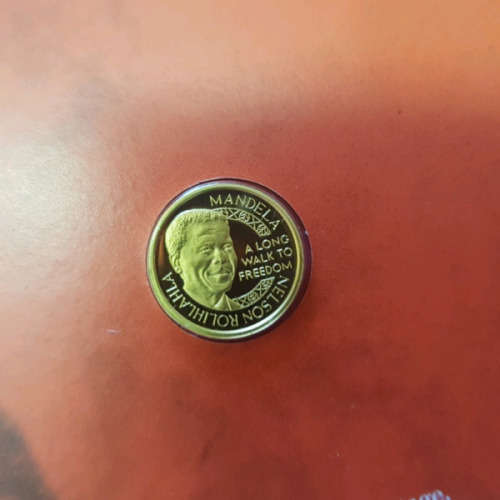 MANDELA
A LONG
WALK TO
FREEDOM
NELSON ROLIHLAHLA